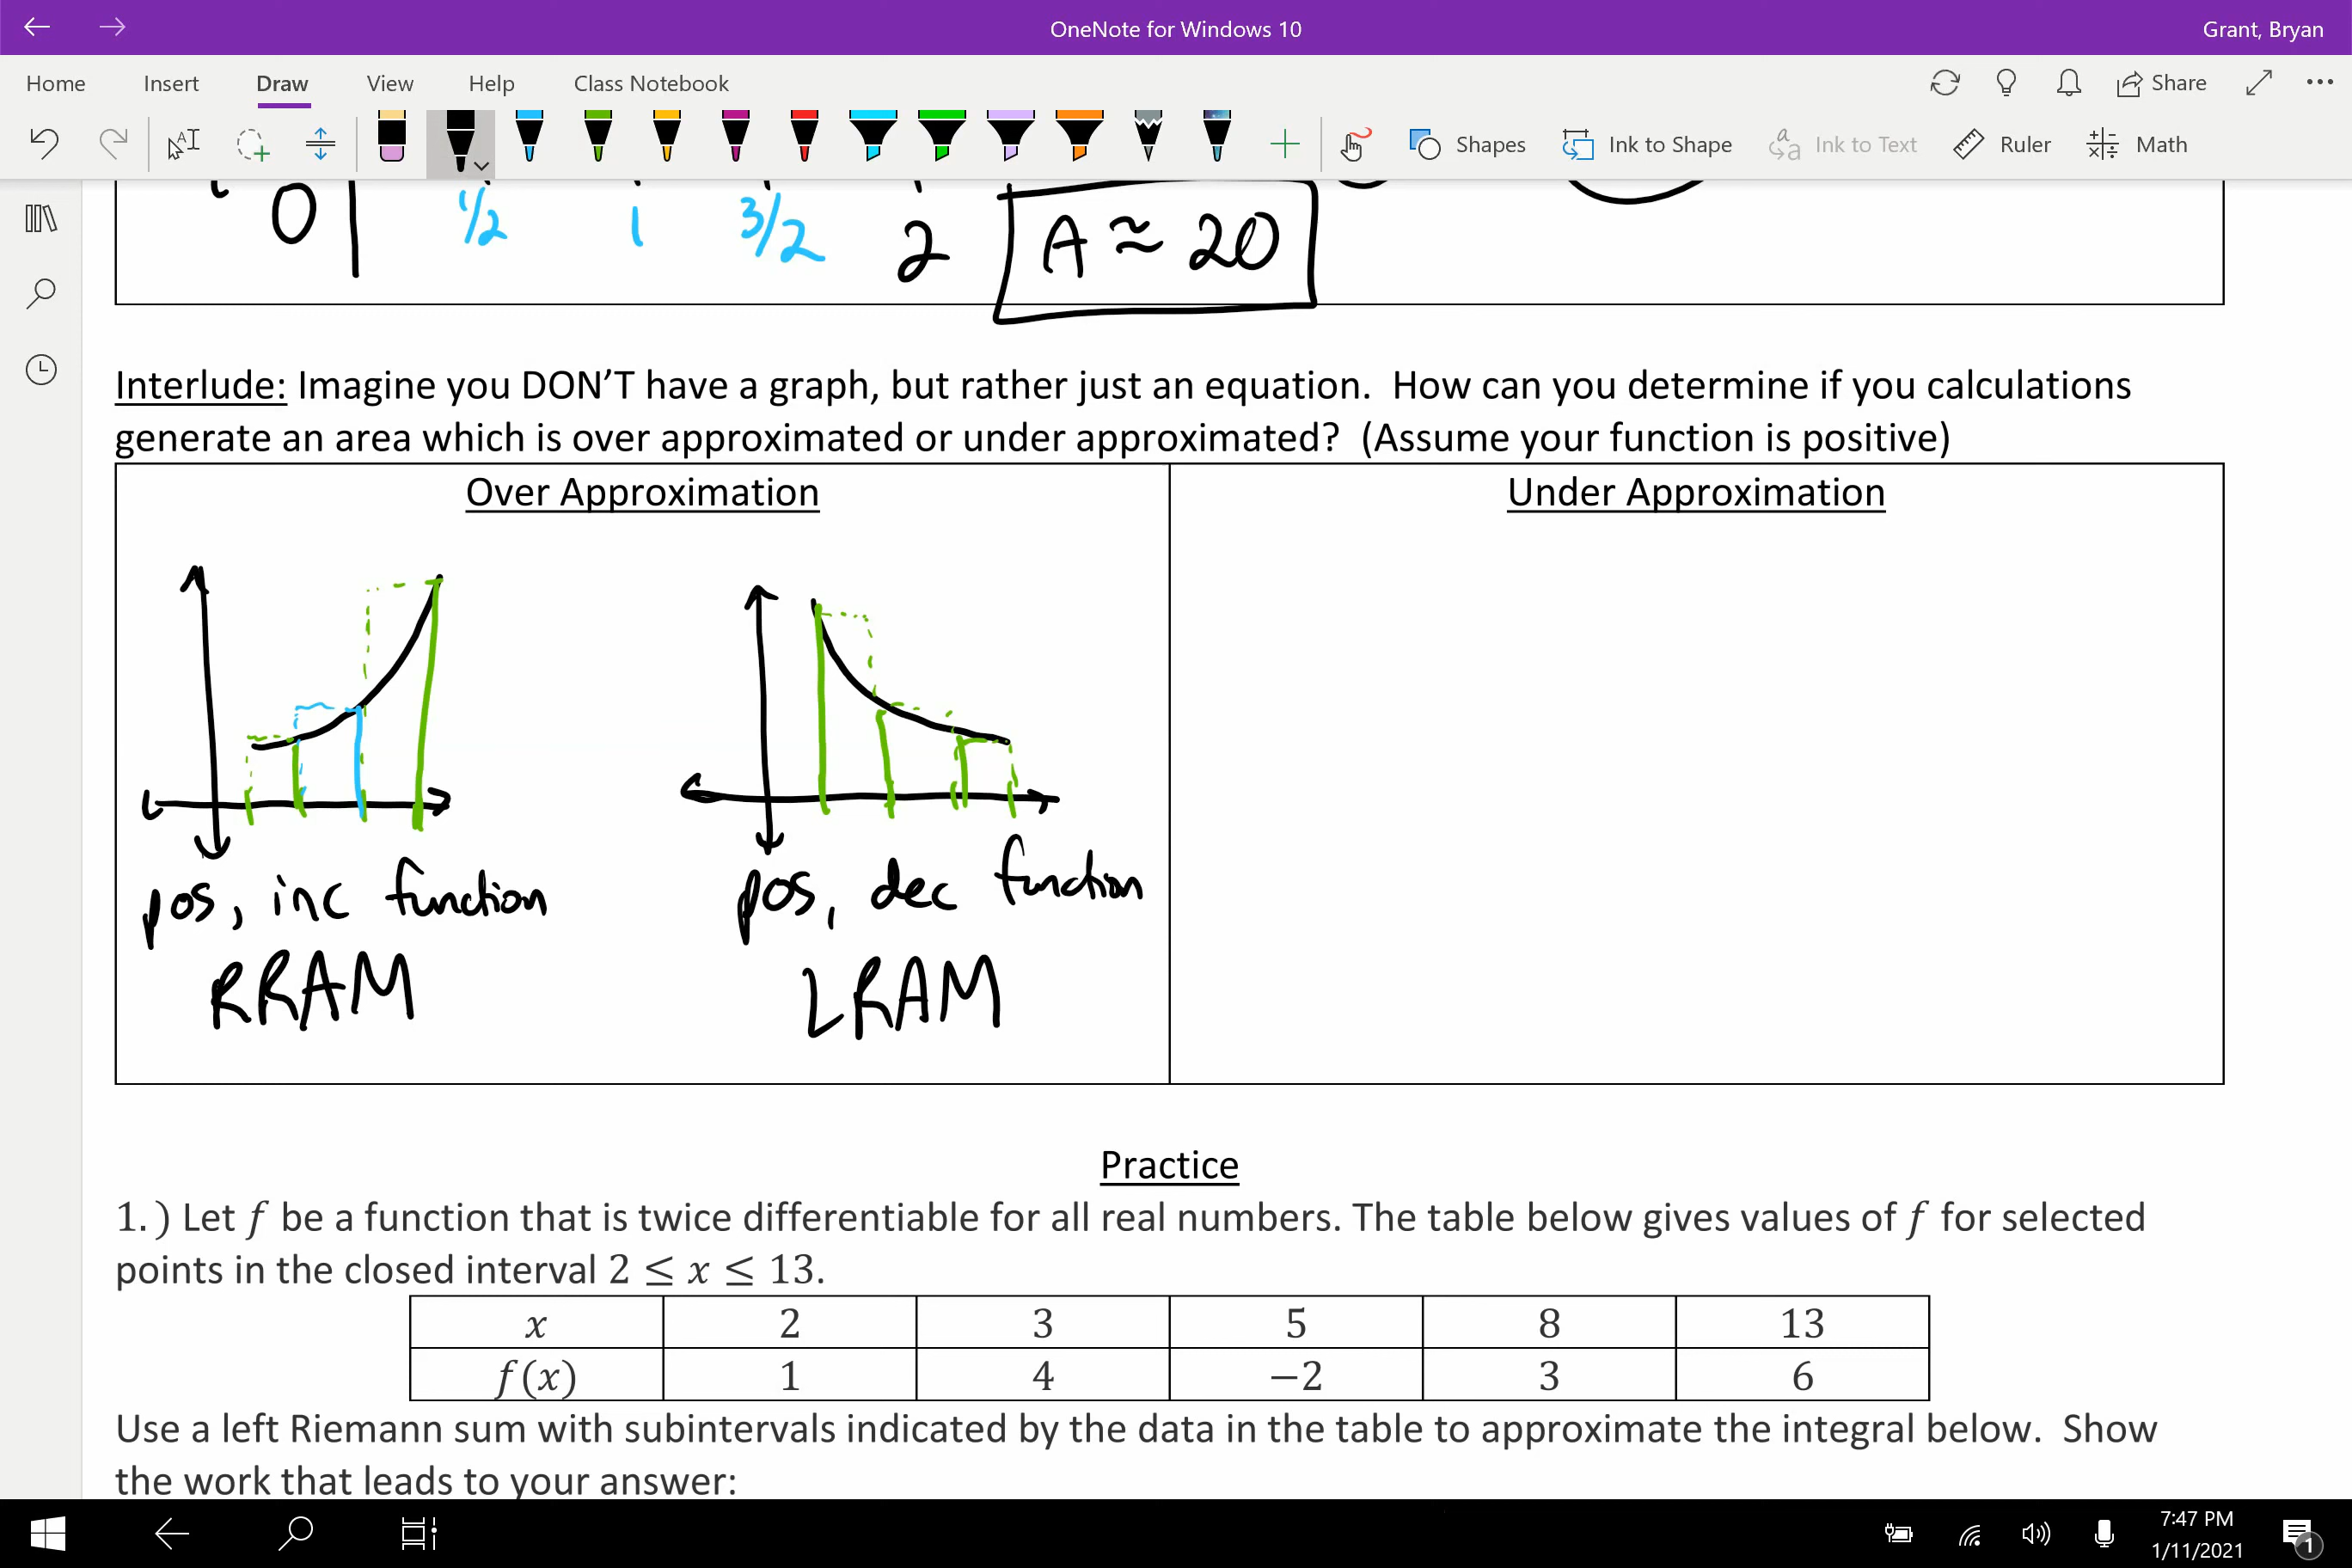 OneNote for Windows 10
Grant, Bryan
Home Insert Draw View Help Class Notebook Share
Shapes Ink to Shape Ink to Text Ruler Math
0 1/2 1 3/2 2 A ≈ 20
Interlude: Imagine you DON'T have a graph, but rather just an equation. How can you determine if you calculations
generate an area which is over approximated or under approximated? (Assume your function is positive)
Over Approximation
pos, inc function
RRAM
pos, dec function
LRAM
Under Approximation
Practice
1.) Let f be a function that is twice differentiable for all real numbers. The table below gives values of f for selected
points in the closed interval 2 ≤ x ≤ 13.
x 2 3 5 8 13
f(x) 1 4 −2 3 6
Use a left Riemann sum with subintervals indicated by the data in the table to approximate the integral below. Show
the work that leads to your answer:
7:47 PM
1/11/2021
1